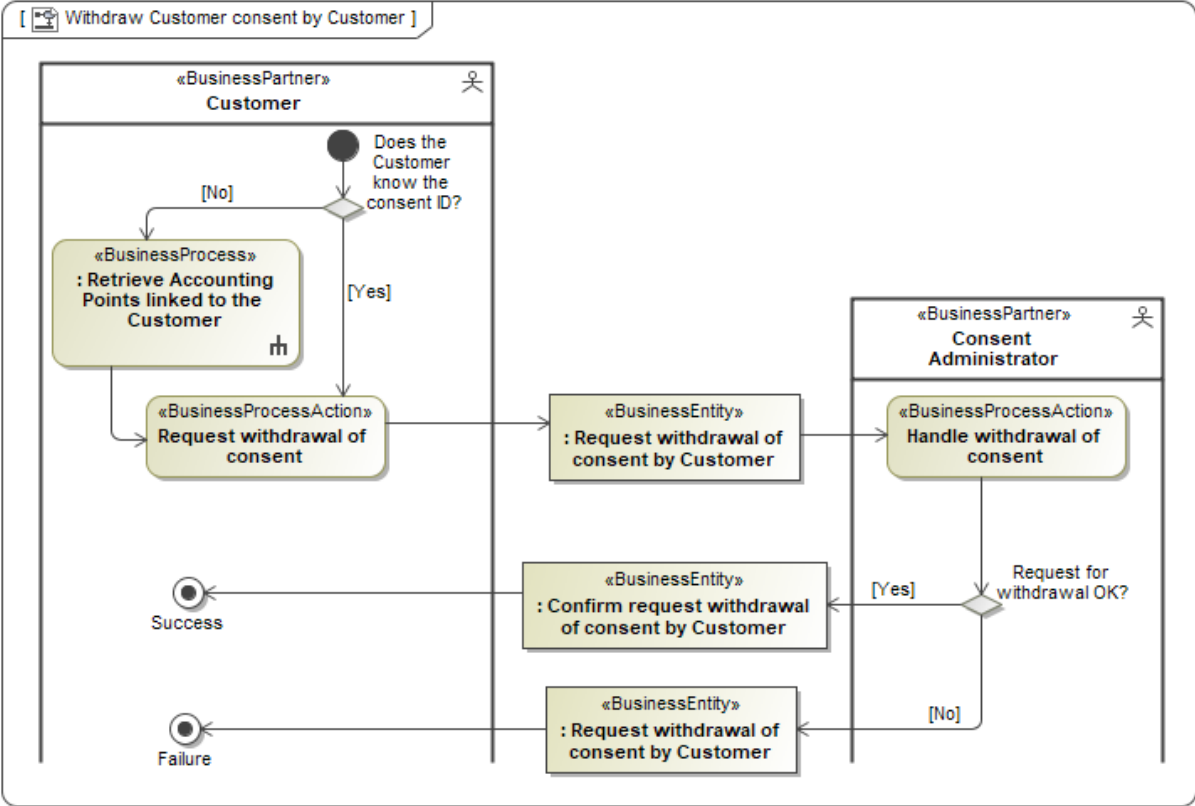 [ Withdraw Customer consent by Customer ]
«BusinessPartner»
Customer
Does the
Customer
know the
consent ID?
[No]
«BusinessProcess»
: Retrieve Accounting
Points linked to the
Customer
[Yes]
«BusinessPartner»
Consent
Administrator
«BusinessProcessAction»
Request withdrawal of
consent
«BusinessEntity»
: Request withdrawal of
consent by Customer
«BusinessProcessAction»
Handle withdrawal of
consent
Request for
withdrawal OK?
[Yes]
«BusinessEntity»
: Confirm request withdrawal
of consent by Customer
Success
[No]
«BusinessEntity»
: Request withdrawal of
consent by Customer
Failure